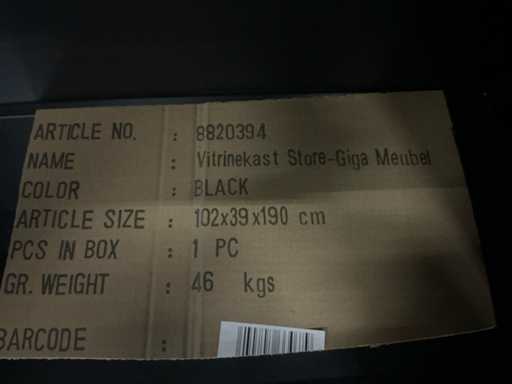 ARTICLE NO. : 8820394
NAME : Vitrinekast Store-Giga Meubel
COLOR : BLACK
ARTICLE SIZE : 102x39x190 cm
PCS IN BOX : 1 PC
GR. WEIGHT : 46 kgs
BARCODE :